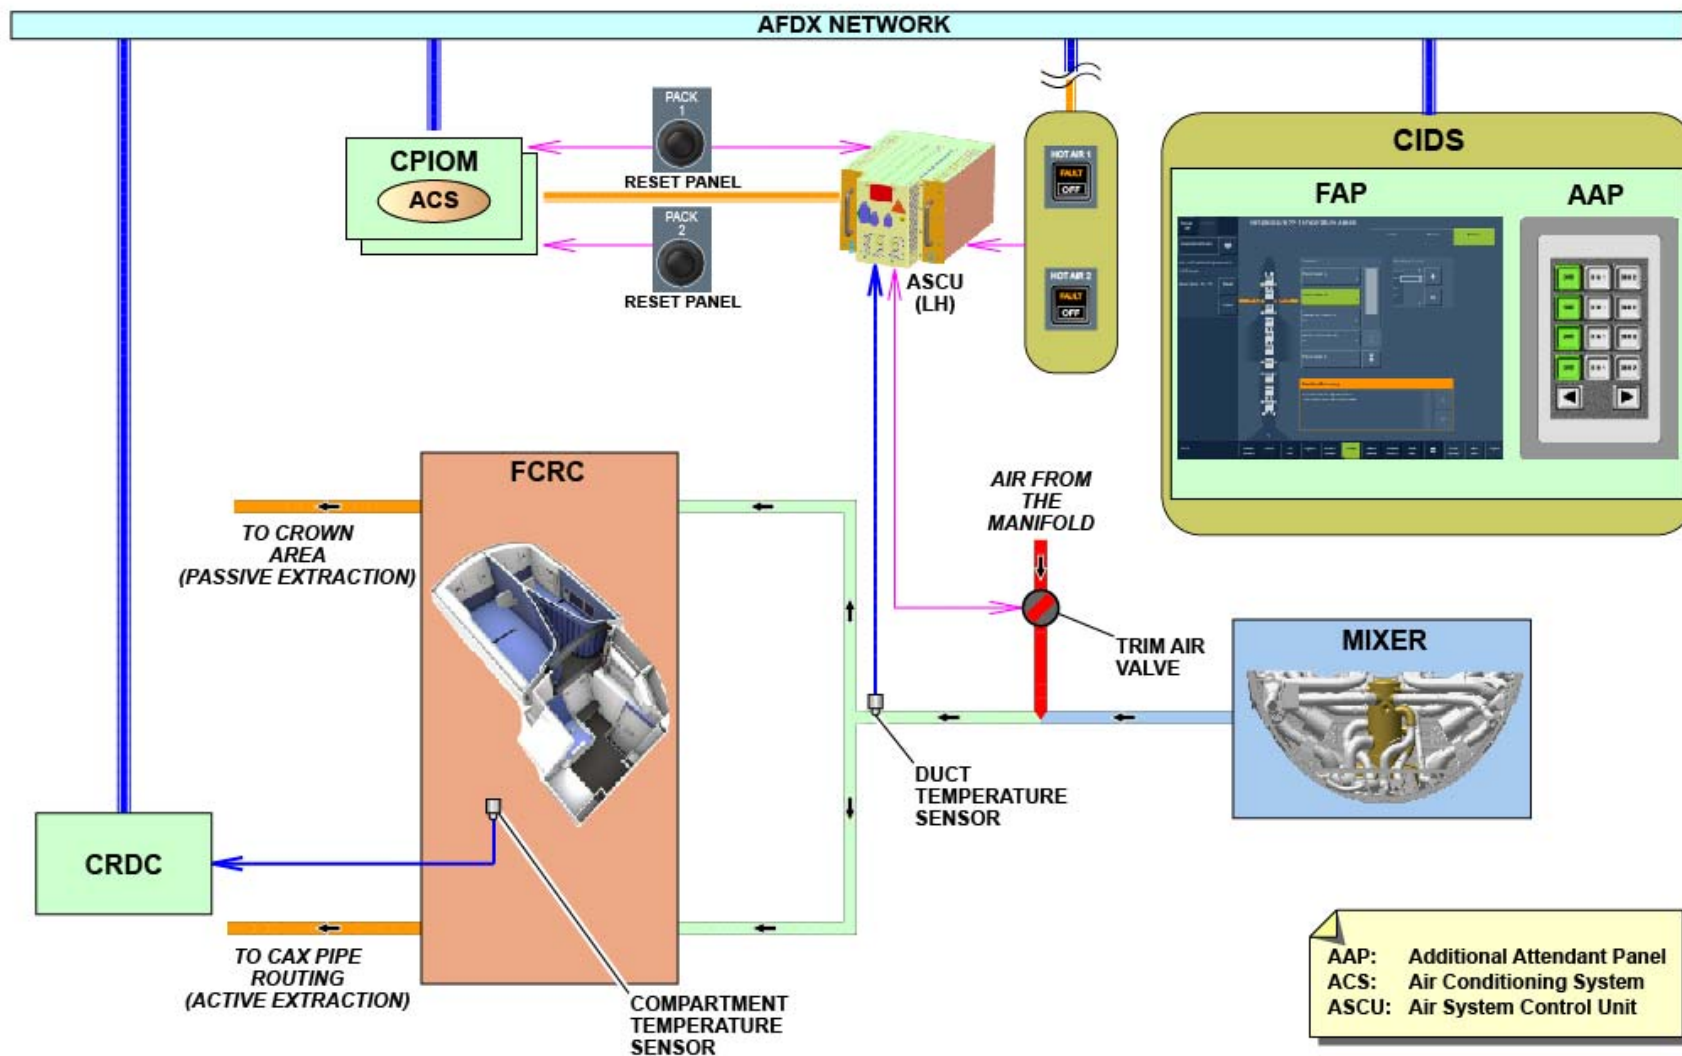 AFDX NETWORK
CPIOM
ACS
PACK
1
RESET PANEL
PACK
2
RESET PANEL
ASCU
(LH)
HOT AIR 1
FAULT
OFF
HOT AIR 2
FAULT
OFF
CIDS
FAP
AAP
FCRC
TO CROWN
AREA
(PASSIVE EXTRACTION)
AIR FROM
THE
MANIFOLD
TRIM AIR
VALVE
MIXER
DUCT
TEMPERATURE
SENSOR
CRDC
TO CAX PIPE
ROUTING
(ACTIVE EXTRACTION)
COMPARTMENT
TEMPERATURE
SENSOR
AAP: Additional Attendant Panel
ACS: Air Conditioning System
ASCU: Air System Control Unit